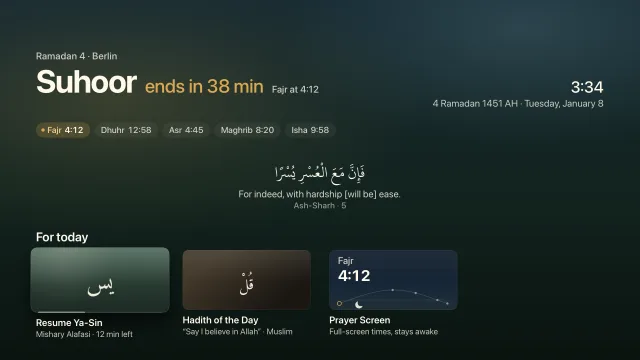 Ramadan 4 · Berlin
Suhoor ends in 38 min Fajr at 4:12
3:34
4 Ramadan 1451 AH · Tuesday, January 8
Fajr 4:12 Dhuhr 12:58 Asr 4:45 Maghrib 8:20 Isha 9:58
فَإِنَّ مَعَ الْعُسْرِ يُسْرًا
For indeed, with hardship [will be] ease.
Ash-Sharh · 5
For today
يس
Resume Ya-Sin
Mishary Alafasi · 12 min left
قُلْ
Hadith of the Day
“Say I believe in Allah” · Muslim
Fajr
4:12
Prayer Screen
Full-screen times, stays awake